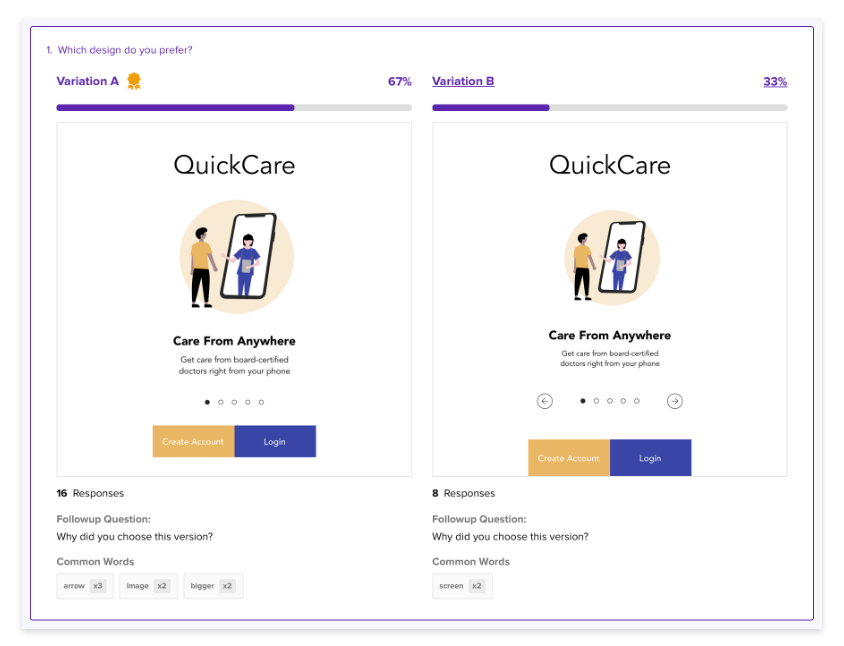 1. Which design do you prefer?
Variation A 67%
QuickCare
Care From Anywhere
Get care from board-certified
doctors right from your phone
Create Account Login
16 Responses
Followup Question:
Why did you choose this version?
Common Words
arrow x3 image x2 bigger x2
Variation B 33%
QuickCare
Care From Anywhere
Get care from board-certified
doctors right from your phone
Create Account Login
8 Responses
Followup Question:
Why did you choose this version?
Common Words
screen x2